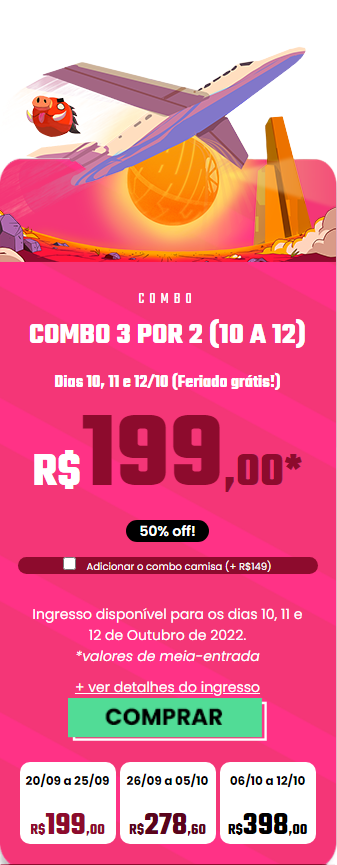 COMBO
COMBO 3 POR 2 (10 A 12)
Dias 10, 11 e 12/10 (Feriado grátis!)
R$199,00*
50% off!
Adicionar o combo camisa (+ R$149)
Ingresso disponível para os dias 10, 11 e
12 de Outubro de 2022.
*valores de meia-entrada
+ ver detalhes do ingresso
COMPRAR
20/09 a 25/09 26/09 a 05/10 06/10 a 12/10
R$199,00 R$278,60 R$398,00